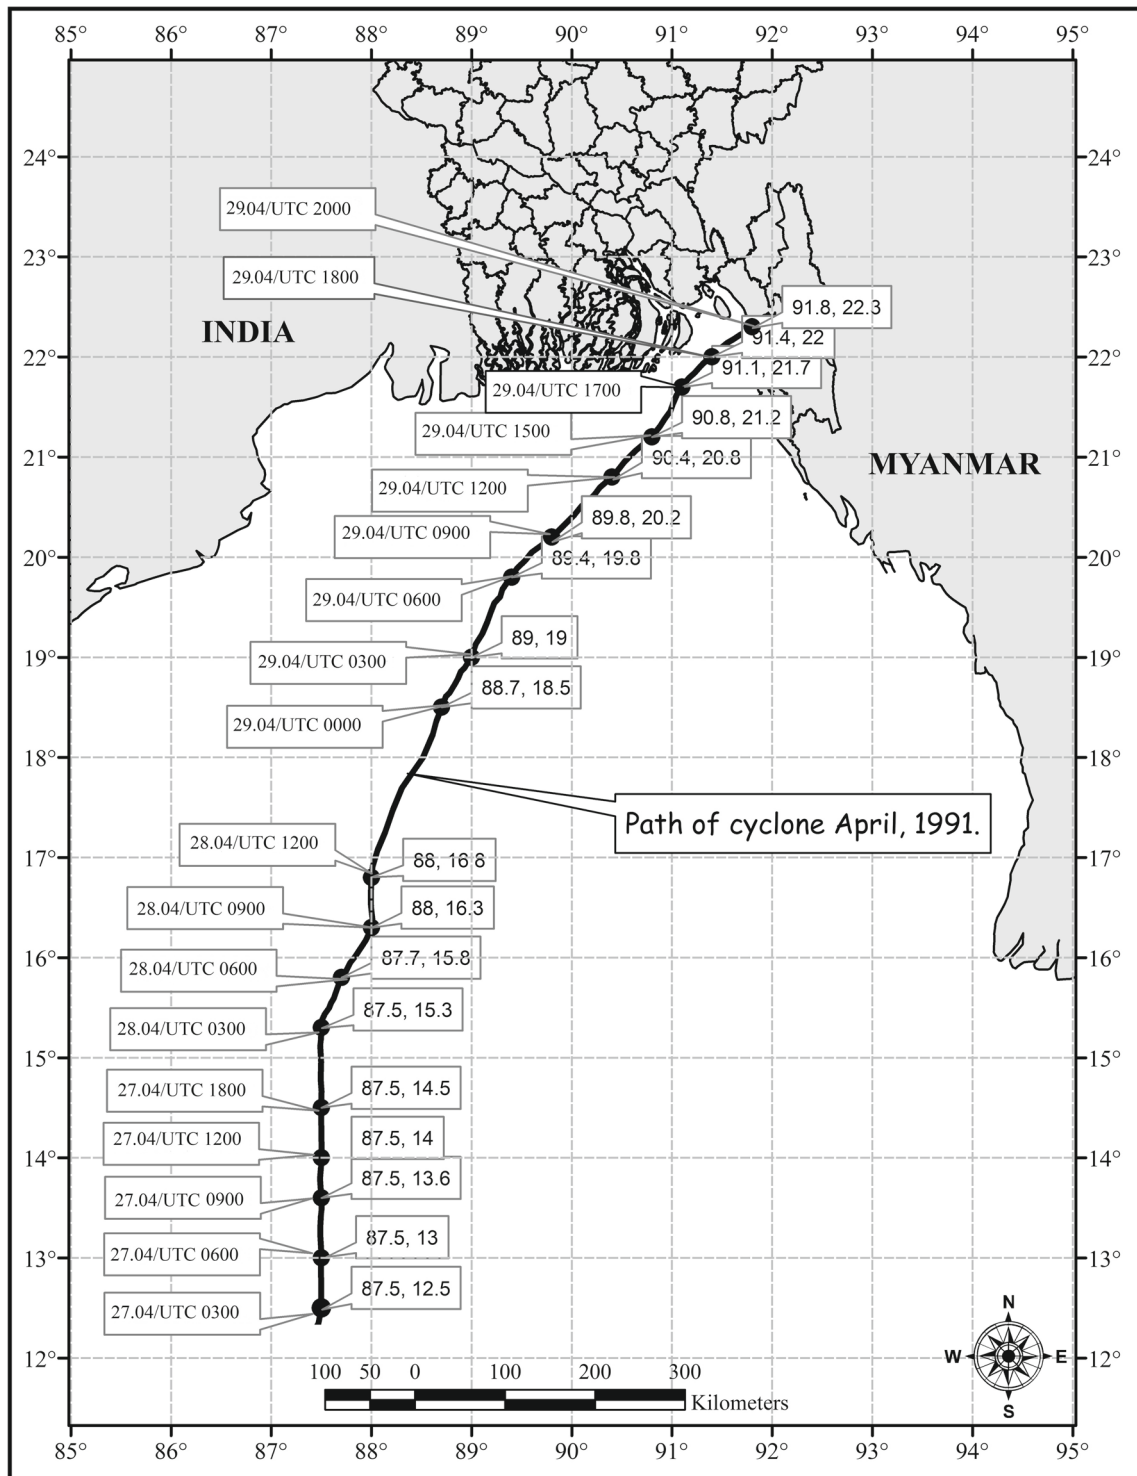 85° 86° 87° 88° 89° 90° 91° 92° 93° 94° 95°
24° 24°
29.04/UTC 2000
23° 23°
29.04/UTC 1800
91.8, 22.3
INDIA
91.4, 22
22° 22°
91.1, 21.7
29.04/UTC 1700
90.8, 21.2
29.04/UTC 1500
21° 90.4, 20.8 21°
MYANMAR
29.04/UTC 1200
89.8, 20.2
29.04/UTC 0900
20° 89.4, 19.8 20°
29.04/UTC 0600
89, 19
19° 29.04/UTC 0300 19°
88.7, 18.5
29.04/UTC 0000
18° 18°
Path of cyclone April, 1991.
28.04/UTC 1200
17° 88, 16.8 17°
28.04/UTC 0900 88, 16.3
16° 87.7, 15.8 16°
28.04/UTC 0600
87.5, 15.3
28.04/UTC 0300
15° 15°
27.04/UTC 1800 87.5, 14.5
27.04/UTC 1200 87.5, 14
14° 14°
27.04/UTC 0900 87.5, 13.6
87.5, 13
27.04/UTC 0600
13° 13°
87.5, 12.5
27.04/UTC 0300
N
W E
S
12° 12°
100 50 0 100 200 300
Kilometers
85° 86° 87° 88° 89° 90° 91° 92° 93° 94° 95°